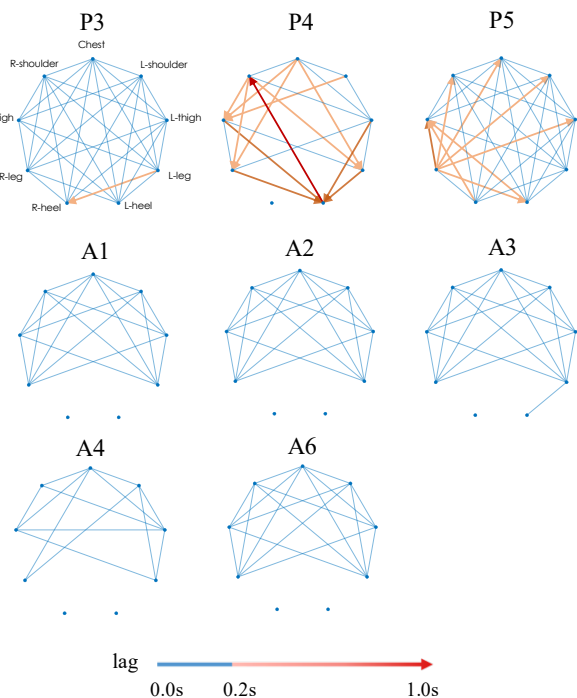 P3 P4 P5
Chest
R-shoulder L-shoulder
igh L-thigh
R-leg L-leg
R-heel L-heel
A1 A2 A3
A4 A6
lag
0.0s 0.2s 1.0s